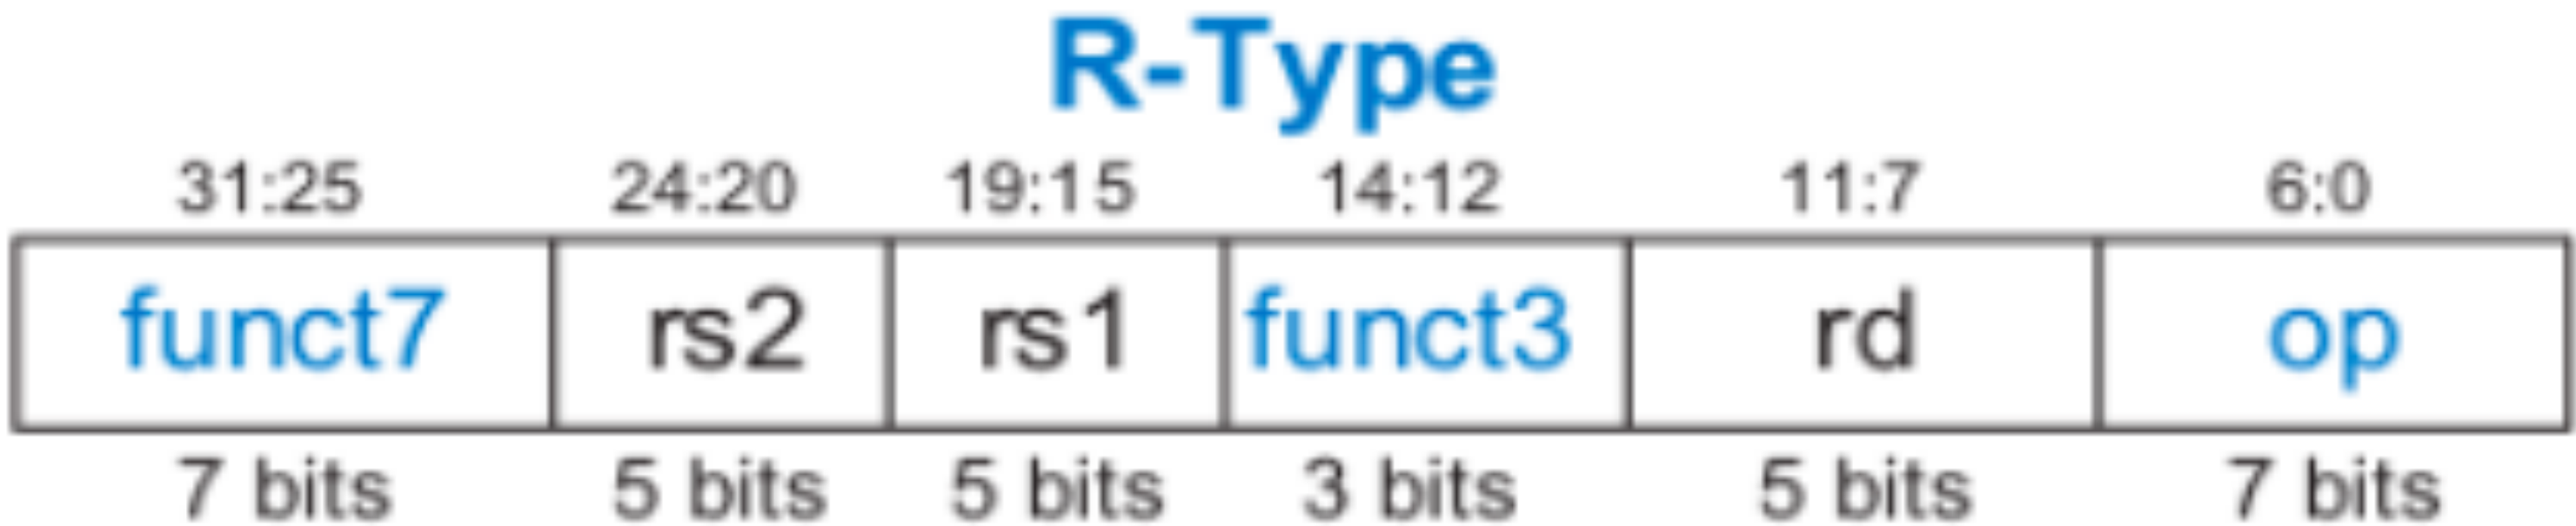 R-Type
31:25 24:20 19:15 14:12 11:7 6:0
funct7 rs2 rs1 funct3 rd op
7 bits 5 bits 5 bits 3 bits 5 bits 7 bits